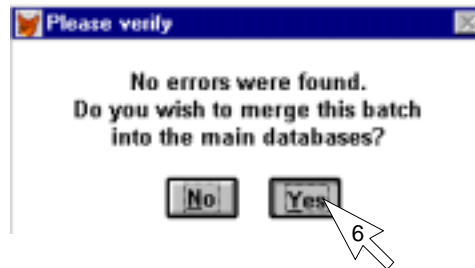 Please verify
No errors were found.
Do you wish to merge this batch
into the main databases?
No Yes
6